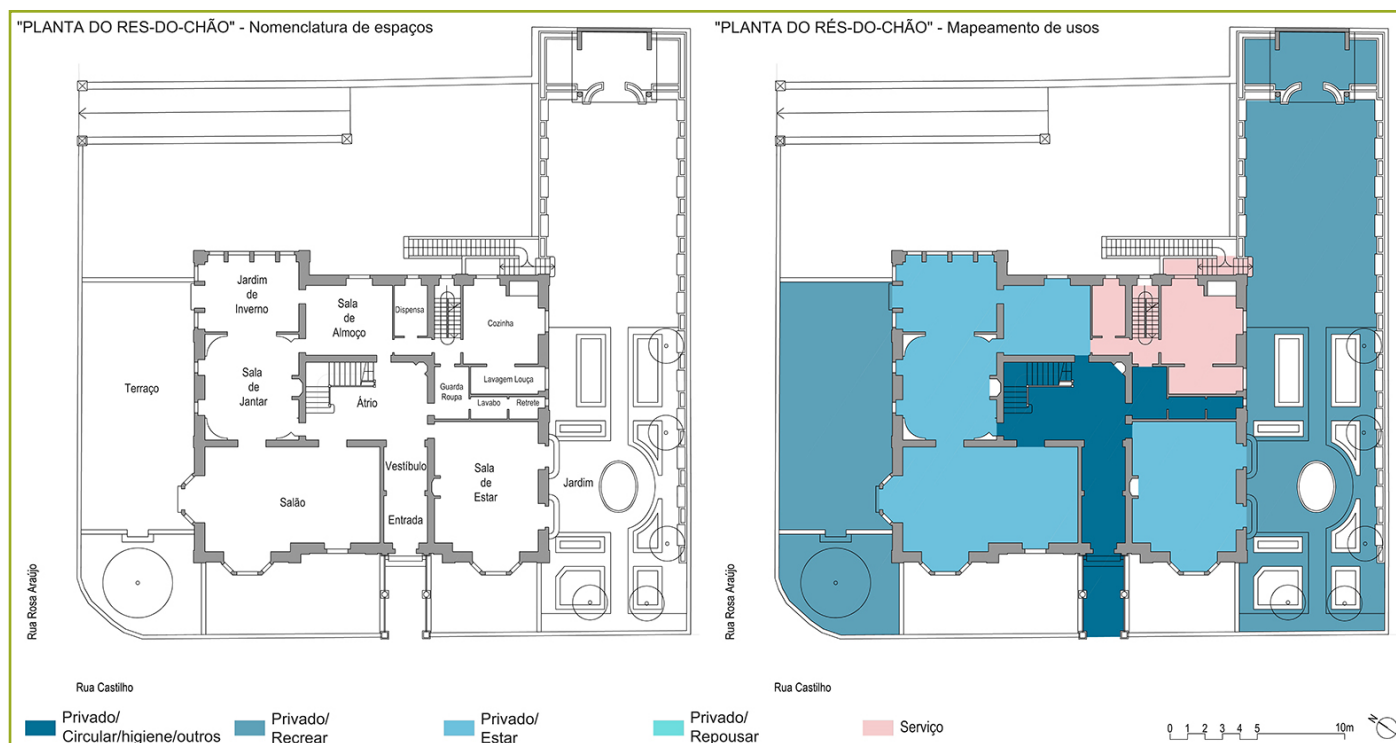 "PLANTA DO RES-DO-CHÃO" - Nomenclatura de espaços
Jardim
de
Inverno
Sala
de
Almoço
Dispensa
Cozinha
Terraço
Sala
de
Jantar
Átrio
Guarda
Roupa
Lavagem Louça
Lavabo
Retrete
Vestíbulo
Sala
de
Estar
Jardim
Salão
Entrada
Rua Rosa Araújo
Rua Castilho
"PLANTA DO RÉS-DO-CHÃO" - Mapeamento de usos
Rua Rosa Araújo
Rua Castilho
Privado/
Circular/higiene/outros
Privado/
Recrear
Privado/
Estar
Privado/
Repousar
Serviço
0 1 2 3 4 5 10m
N